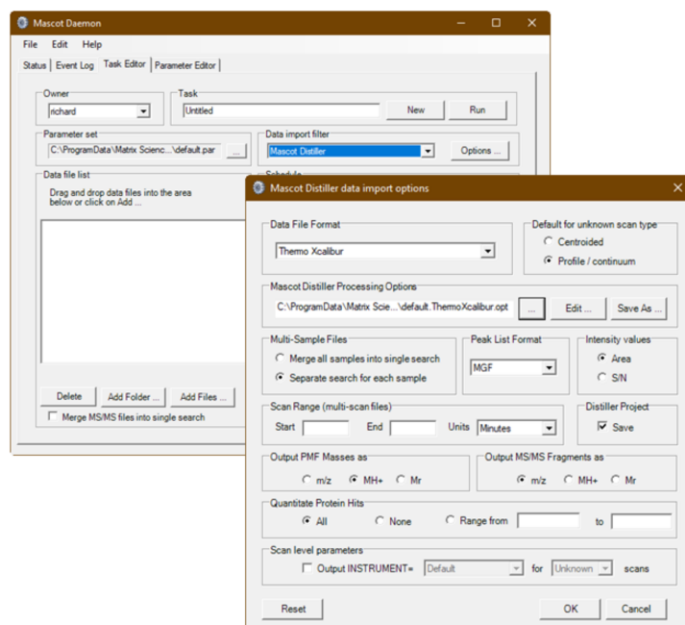 Mascot Daemon
File Edit Help
Status Event Log Task Editor Parameter Editor
Owner
richard
Task
Untitled
New
Run
Parameter set
C:\ProgramData\Matrix Scienc...\default.par
...
Data import filter
Mascot Distiller
Options ...
Data file list
Schedule
Drag and drop data files into the area
below or click on Add ...
Delete
Add Folder ...
Add Files ...
Merge MS/MS files into single search
Mascot Distiller data import options
Data File Format
Thermo Xcalibur
Default for unknown scan type
Centroided
Profile / continuum
Mascot Distiller Processing Options
C:\ProgramData\Matrix Scie...\default.ThermoXcalibur.opt
...
Edit ...
Save As ...
Multi-Sample Files
Merge all samples into single search
Separate search for each sample
Peak List Format
MGF
Intensity values
Area
S/N
Scan Range (multi-scan files)
Start End Units Minutes
Distiller Project
Save
Output PMF Masses as
m/z MH+ Mr
Output MS/MS Fragments as
m/z MH+ Mr
Quantitate Protein Hits
All None Range from to
Scan level parameters
Output INSTRUMENT= Default for Unknown scans
Reset
OK
Cancel